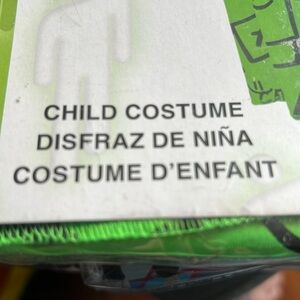 CHILD COSTUME
DISFRAZ DE NIÑA
COSTUME D'ENFANT